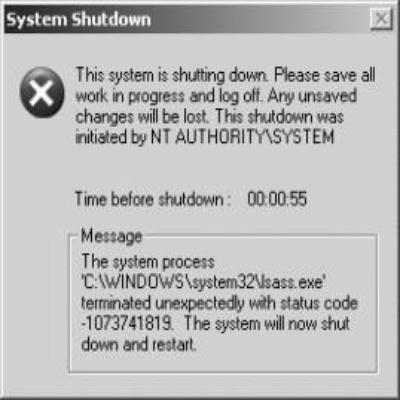 System Shutdown
This system is shutting down. Please save all
work in progress and log off. Any unsaved
changes will be lost. This shutdown was
initiated by NT AUTHORITY\SYSTEM
Time before shutdown : 00:00:55
Message
The system process
'C:\WINDOWS\system32\lsass.exe'
terminated unexpectedly with status code
-1073741819. The system will now shut
down and restart.